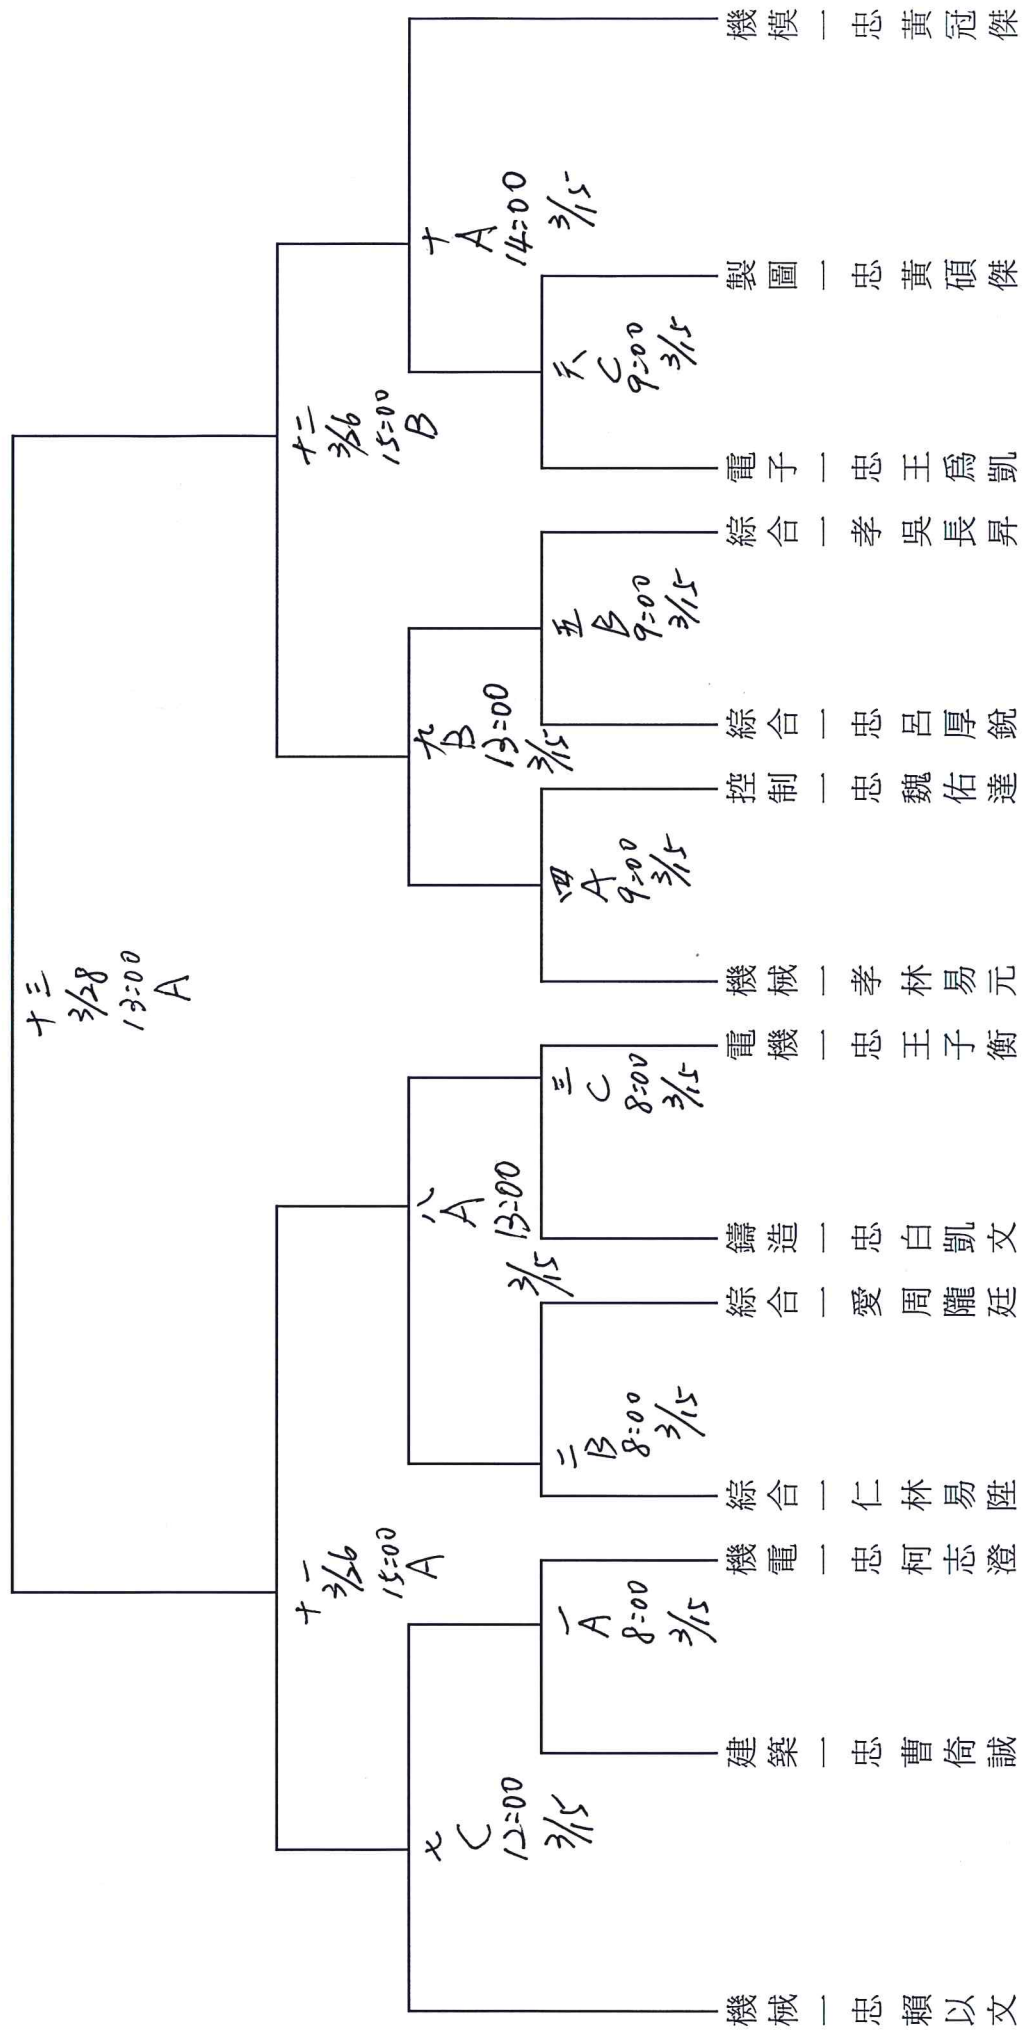 十三
3/28
13:00
A
十一
3/26
15:00
A
十二
3/26
15:00
B
七
C
12:00
3/15
八
A
13:00
3/15
九
B
13:00
3/15
十
A
14:00
3/15
一
A
8:00
3/15
二
B
8:00
3/15
三
C
8:00
3/15
四
A
9:00
3/15
五
B
9:00
3/15
六
C
9:00
3/15
機械一忠賴以文
建築一忠曹倚誠
機電一忠柯志澄
綜合一仁林易陞
綜合一愛周隴廷
鑄造一忠白凱文
電機一忠王子衡
機械一孝林易元
控制一忠魏佑達
綜合一忠呂厚銳
綜合一孝吳長昇
電子一忠王為凱
製圖一忠黃碩傑
機模一忠黃冠傑